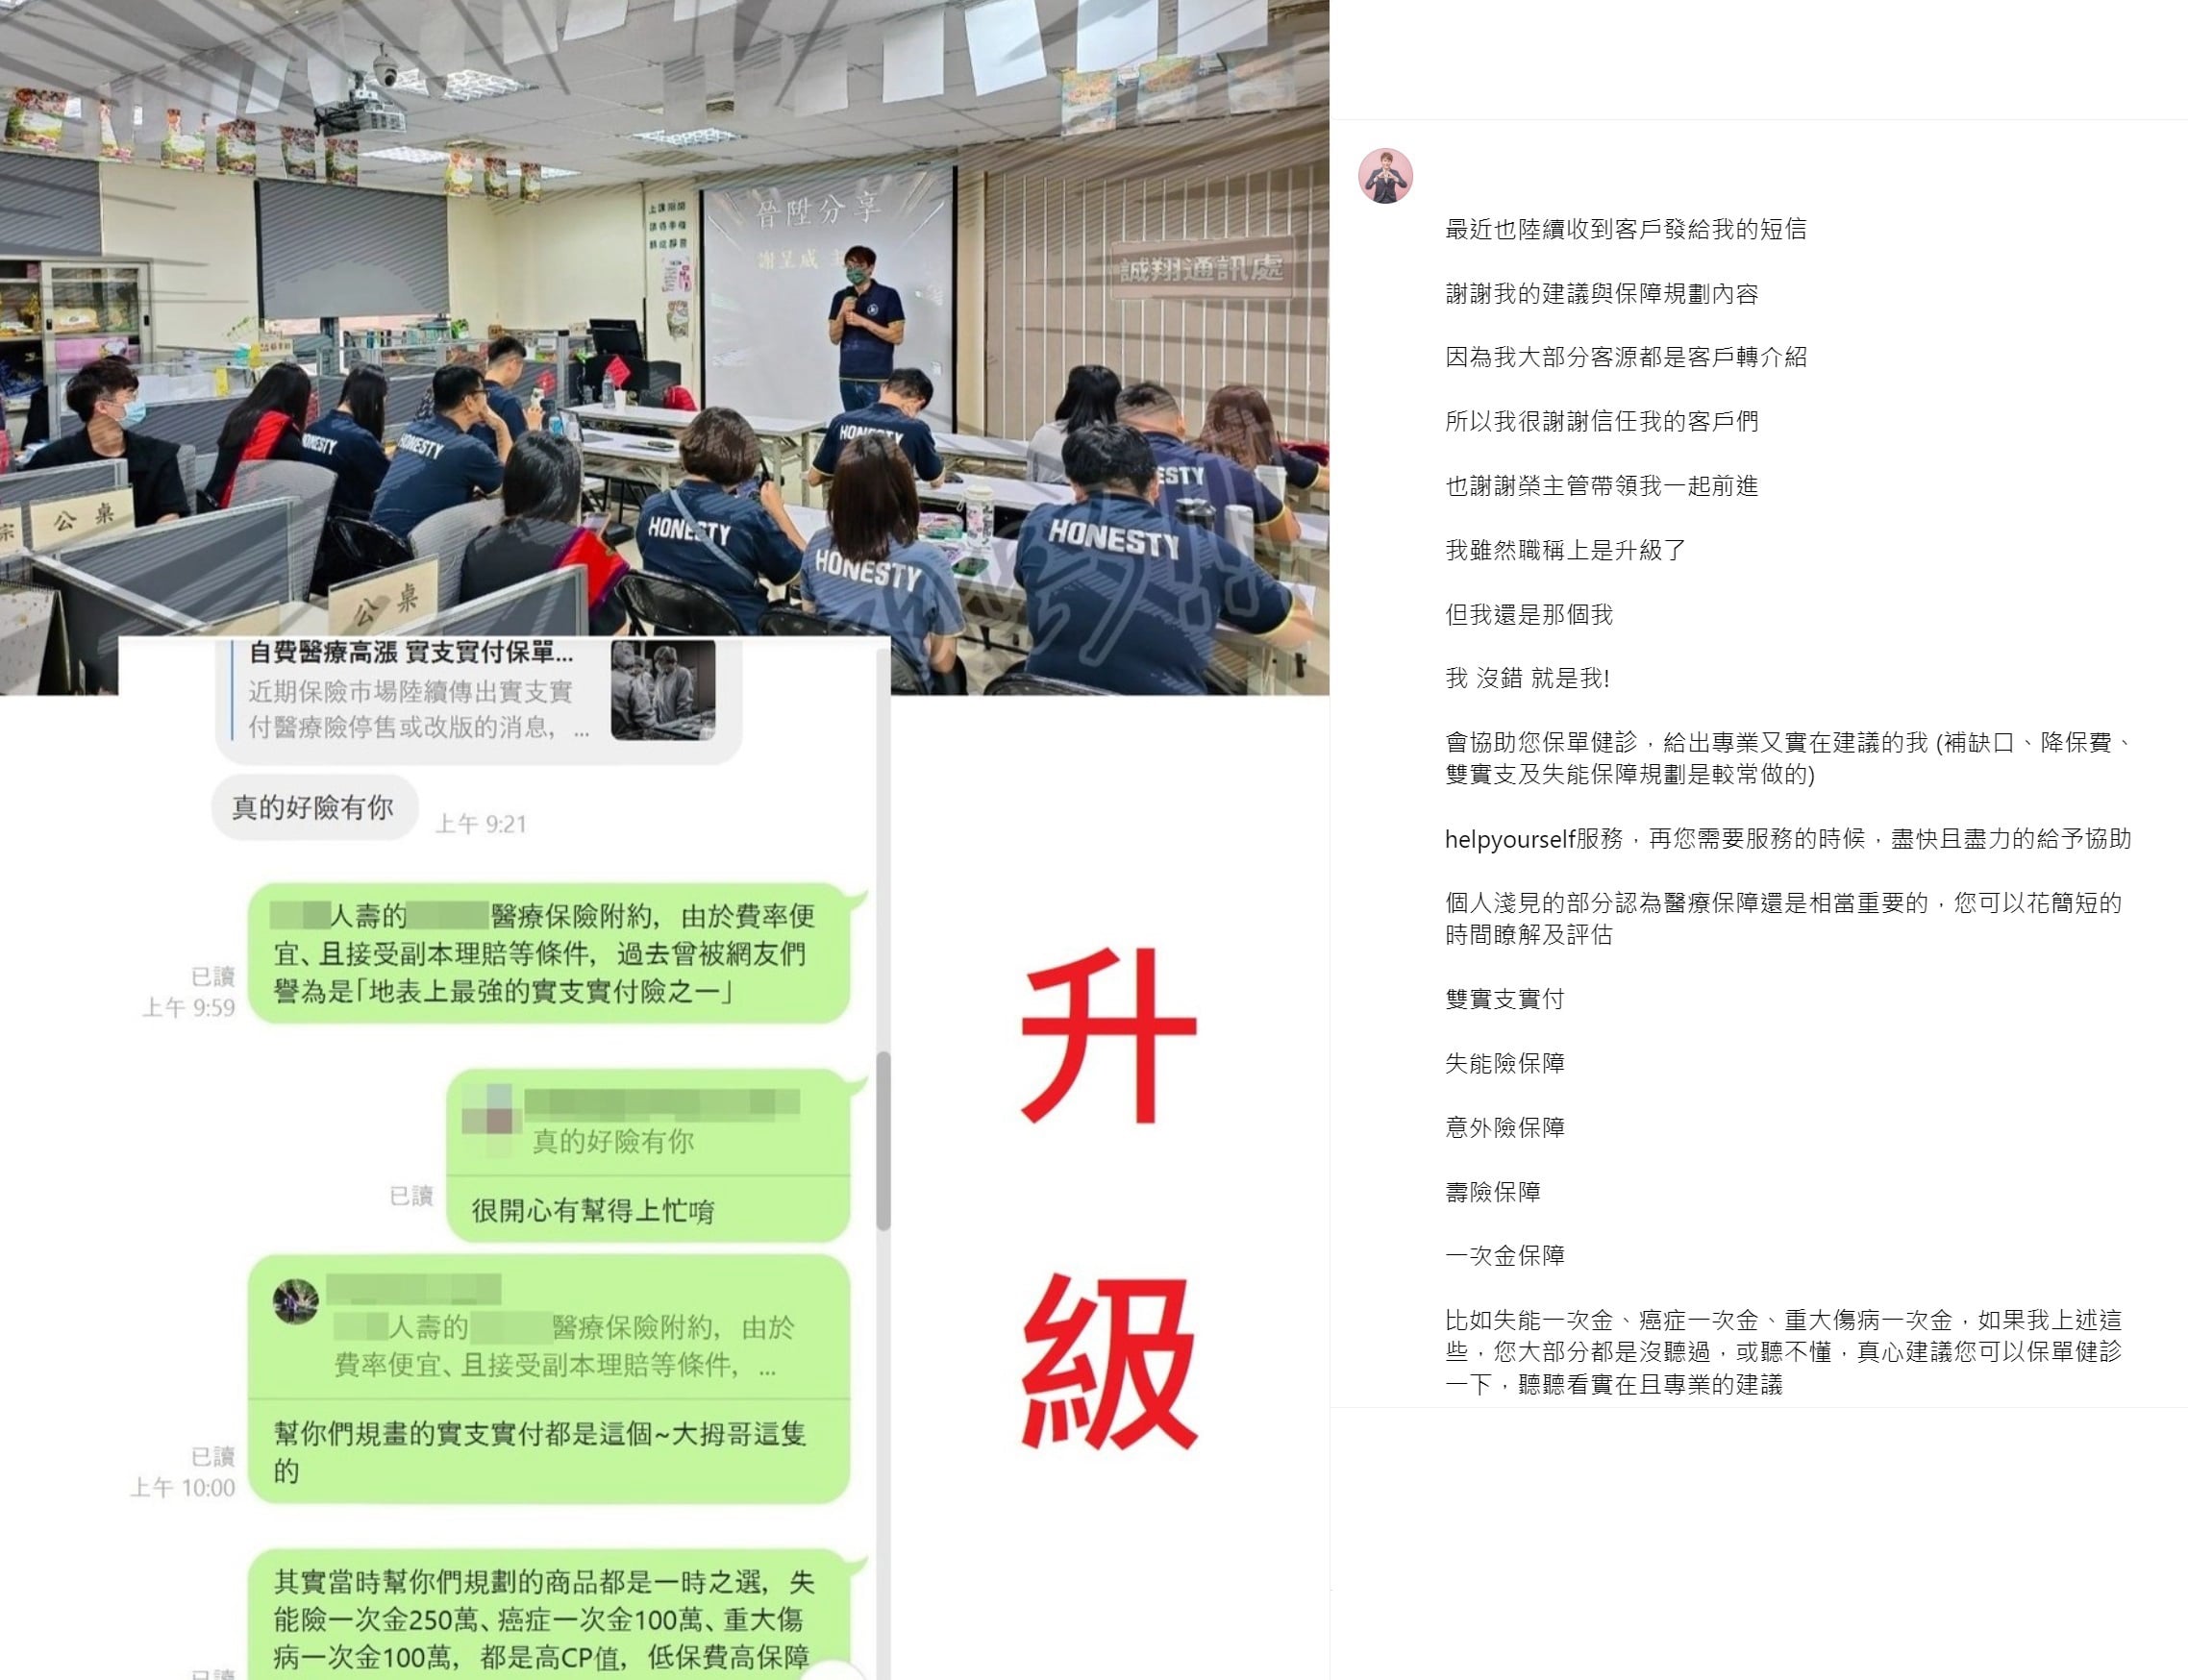 晉陞分享
謝呈威 主
誠翔通訊處
HONESTY
HONESTY
HONESTY
HONESTY
HONESTY
HONESTY
ESTY
公桌
宗
公桌
自費醫療高漲 實支實付保單...
近期保險市場陸續傳出實支實
付醫療險停售或改版的消息，...
真的好險有你
上午 9:21
人壽的 醫療保險附約，由於費率便
宜、且接受副本理賠等條件，過去曾被網友們
譽為是「地表上最強的實支實付險之一」
已讀
上午 9:59
真的好險有你
很開心有幫得上忙唷
已讀
人壽的 醫療保險附約，由於
費率便宜、且接受副本理賠等條件，...
幫你們規畫的實支實付都是這個~大拇哥這隻
的
已讀
上午 10:00
其實當時幫你們規劃的商品都是一時之選，失
能險一次金250萬、癌症一次金100萬、重大傷
病一次金100萬，都是高CP值，低保費高保障
已讀
升
級
最近也陸續收到客戶發給我的短信
謝謝我的建議與保障規劃內容
因為我大部分客源都是客戶轉介紹
所以我很謝謝信任我的客戶們
也謝謝榮主管帶領我一起前進
我雖然職稱上是升級了
但我還是那個我
我 沒錯 就是我!
會協助您保單健診，給出專業又實在建議的我 (補缺口、降保費、
雙實支及失能保障規劃是較常做的)
helpyourself服務，再您需要服務的時候，盡快且盡力的給予協助
個人淺見的部分認為醫療保障還是相當重要的，您可以花簡短的
時間瞭解及評估
雙實支實付
失能險保障
意外險保障
壽險保障
一次金保障
比如失能一次金、癌症一次金、重大傷病一次金，如果我上述這
些，您大部分都是沒聽過，或聽不懂，真心建議您可以保單健診
一下，聽聽看實在且專業的建議